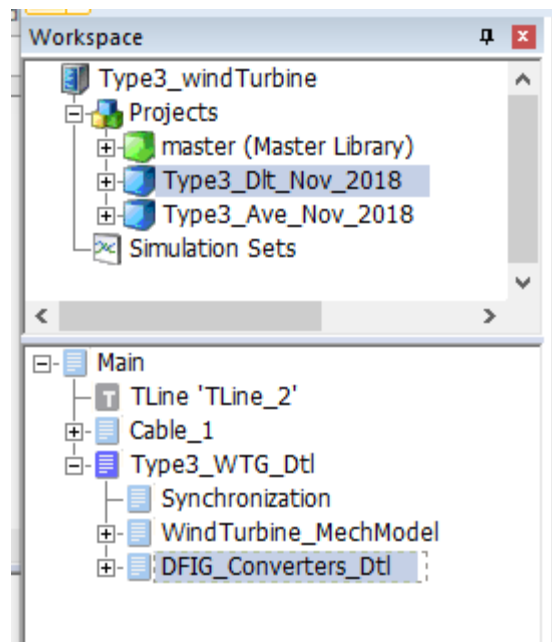 Workspace
Type3_windTurbine
Projects
master (Master Library)
Type3_Dlt_Nov_2018
Type3_Ave_Nov_2018
Simulation Sets
Main
T TLine 'TLine_2'
Cable_1
Type3_WTG_Dtl
Synchronization
WindTurbine_MechModel
DFIG_Converters_Dtl